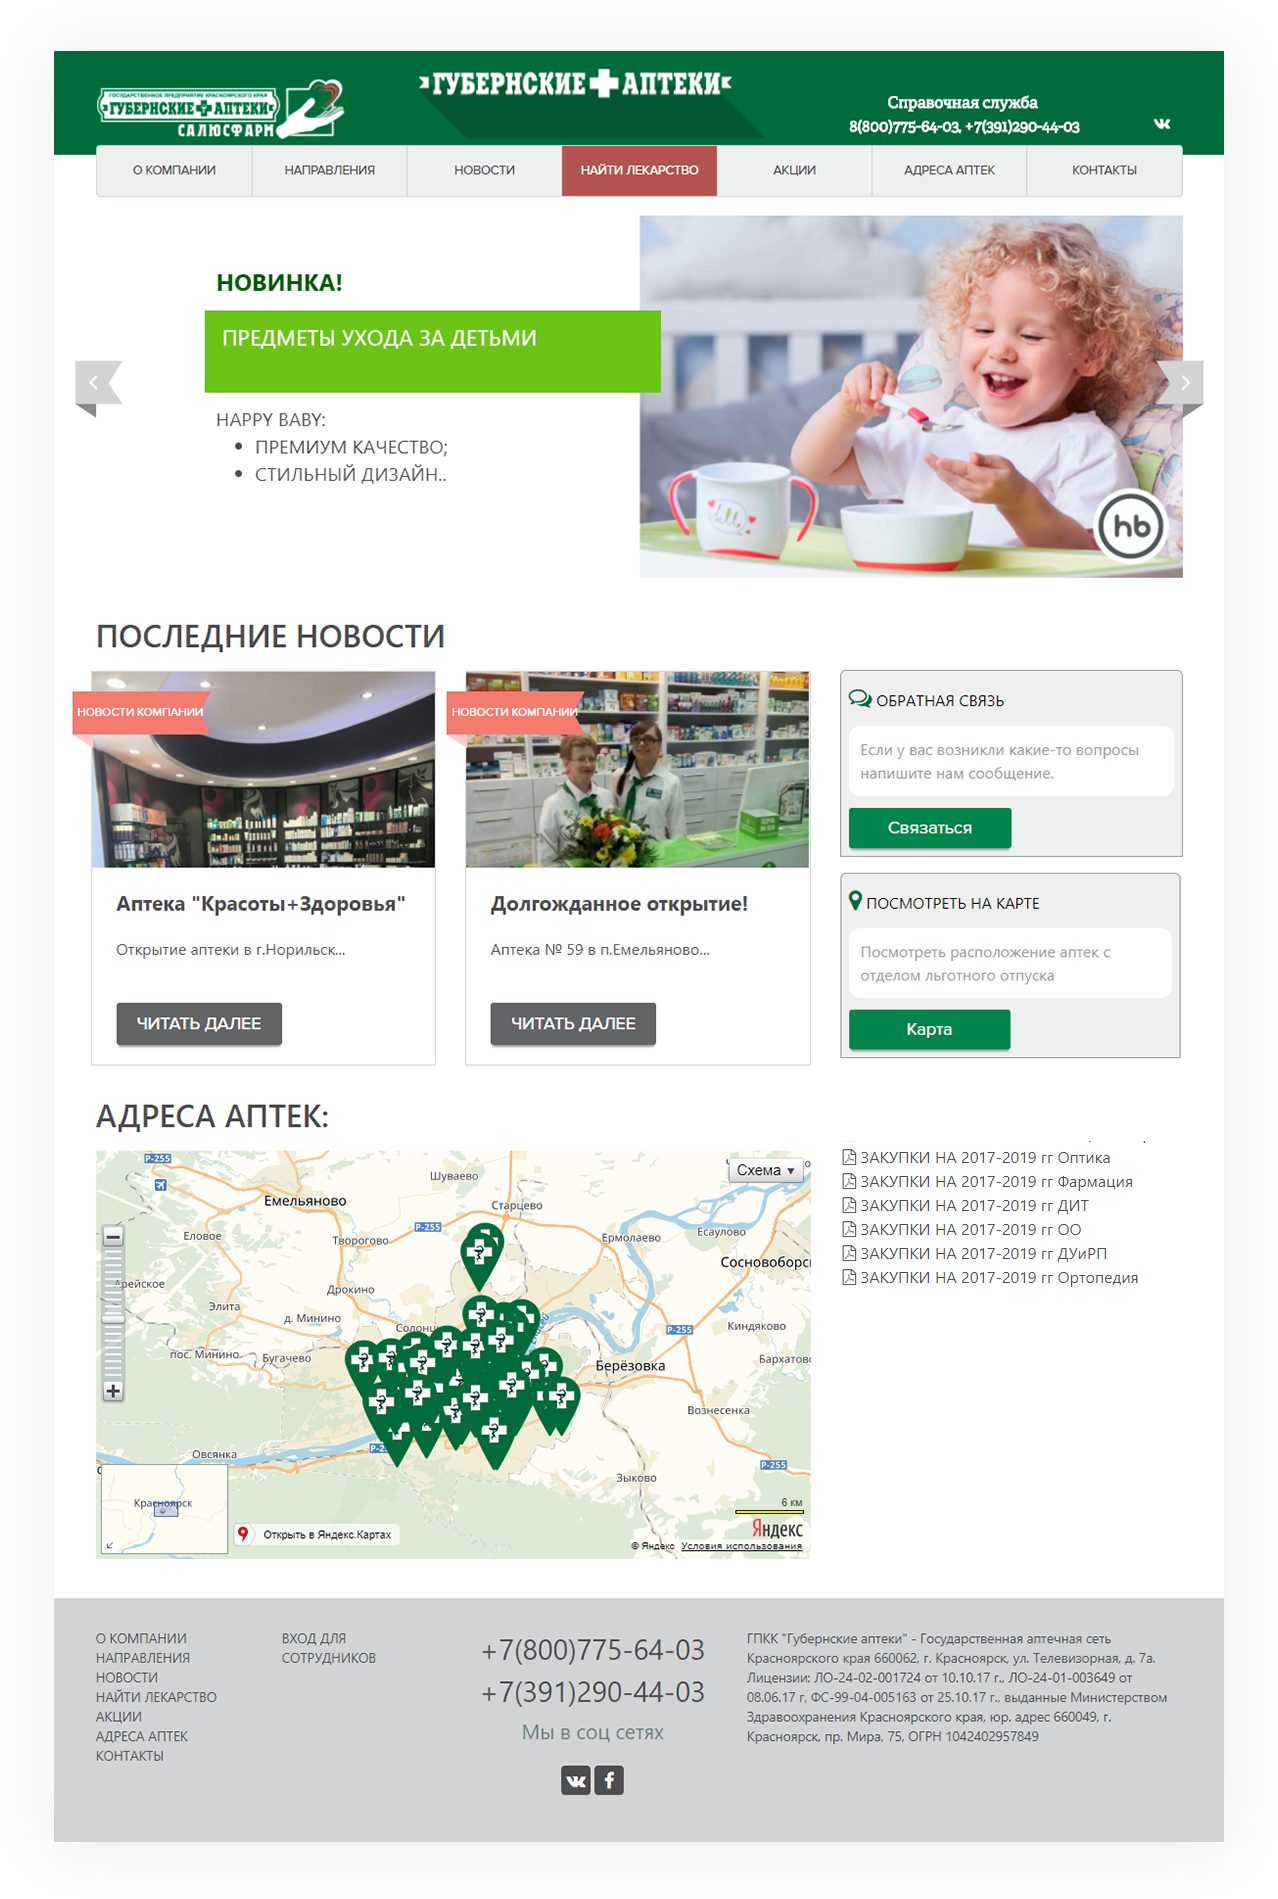 ГОСУДАРСТВЕННОЕ ПРЕДПРИЯТИЕ КРАСНОЯРСКОГО КРАЯ
ГУБЕРНСКИЕ АПТЕКИ
САЛЮСФАРМ
ГУБЕРНСКИЕ АПТЕКИ
Справочная служба
8(800)775-64-03, +7(391)290-44-03
О КОМПАНИИ
НАПРАВЛЕНИЯ
НОВОСТИ
НАЙТИ ЛЕКАРСТВО
АКЦИИ
АДРЕСА АПТЕК
КОНТАКТЫ
НОВИНКА!
ПРЕДМЕТЫ УХОДА ЗА ДЕТЬМИ
HAPPY BABY:
• ПРЕМИУМ КАЧЕСТВО;
• СТИЛЬНЫЙ ДИЗАЙН..
hello
hb
ПОСЛЕДНИЕ НОВОСТИ
НОВОСТИ КОМПАНИИ
Аптека "Красоты+Здоровья"
Открытие аптеки в г.Норильск...
ЧИТАТЬ ДАЛЕЕ
НОВОСТИ КОМПАНИИ
Долгожданное открытие!
Аптека № 59 в п.Емельяново...
ЧИТАТЬ ДАЛЕЕ
ОБРАТНАЯ СВЯЗЬ
Если у вас возникли какие-то вопросы
напишите нам сообщение.
Связаться
ПОСМОТРЕТЬ НА КАРТЕ
Посмотреть расположение аптек с
отделом льготного отпуска
Карта
АДРЕСА АПТЕК:
Р-255
Схема
Шуваево
Емельяново
Старцево
Р-255
Еловое
Творогово
Ермолаево
Есаулово
Р-255
Сосновоборс
Арейское
Дрокино
Элита
д. Минино
Солонц
Енисей
Р-255
Киндяково
пос. Минино
Бугачево
Берёзовка
Бархатово
Вознесенка
Овсянка
Р-2
Р-255
Зыково
Красноярск
6 км
Открыть в Яндекс.Картах
Яндекс
© Яндекс Условия использования
ЗАКУПКИ НА 2017-2019 гг Оптика
ЗАКУПКИ НА 2017-2019 гг Фармация
ЗАКУПКИ НА 2017-2019 гг ДИТ
ЗАКУПКИ НА 2017-2019 гг ОО
ЗАКУПКИ НА 2017-2019 гг ДУиРП
ЗАКУПКИ НА 2017-2019 гг Ортопедия
О КОМПАНИИ
НАПРАВЛЕНИЯ
НОВОСТИ
НАЙТИ ЛЕКАРСТВО
АКЦИИ
АДРЕСА АПТЕК
КОНТАКТЫ
ВХОД ДЛЯ
СОТРУДНИКОВ
+7(800)775-64-03
+7(391)290-44-03
Мы в соц сетях
ГПКК "Губернские аптеки" - Государственная аптечная сеть
Красноярского края 660062, г. Красноярск, ул. Телевизорная, д. 7а.
Лицензии: ЛО-24-02-001724 от 10.10.17 г., ЛО-24-01-003649 от
08.06.17 г, ФС-99-04-005163 от 25.10.17 г., выданные Министерством
Здравоохранения Красноярского края, юр. адрес 660049, г.
Красноярск, пр. Мира, 75, ОГРН 1042402957849